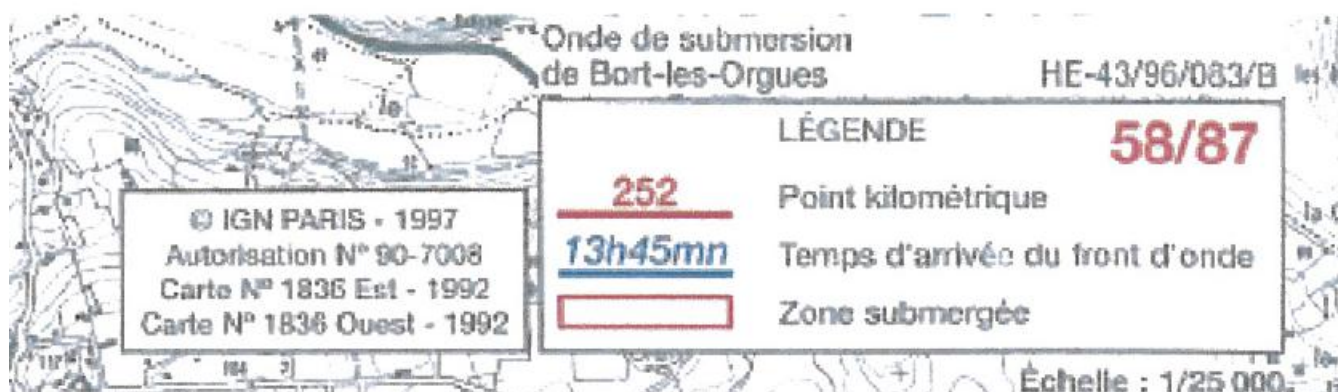 Onde de submersion
de Bort-les-Orgues
HE-43/96/083/B
LÉGENDE
58/87
252
Point kilométrique
13h45mn
Temps d'arrivée du front d'onde
Zone submergée
© IGN PARIS - 1997
Autorisation N° 90-7008
Carte N° 1836 Est - 1992
Carte N° 1836 Ouest - 1992
Échelle : 1/25 000